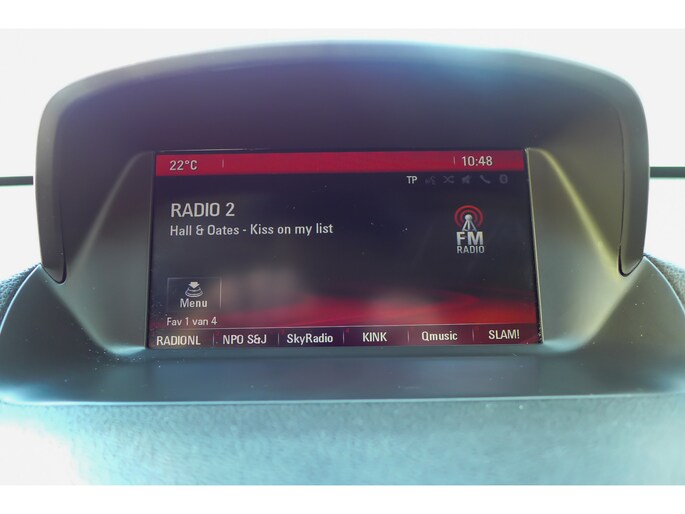 22°C 10:48
TP
RADIO 2
Hall & Oates - Kiss on my list
FM
RADIO
Menu
Fav 1 van 4
RADIONL NPO S&J SkyRadio KINK Qmusic SLAM!